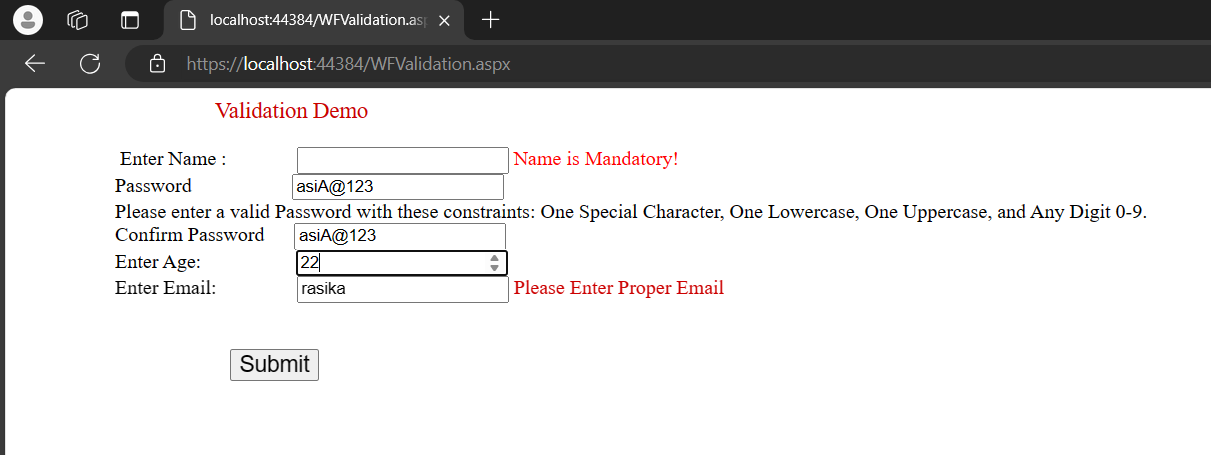 localhost:44384/WFValidation.asp
https://localhost:44384/WFValidation.aspx
Validation Demo
Enter Name : Name is Mandatory!
Password asiA@123
Please enter a valid Password with these constraints: One Special Character, One Lowercase, One Uppercase, and Any Digit 0-9.
Confirm Password asiA@123
Enter Age: 22
Enter Email: rasika Please Enter Proper Email
Submit